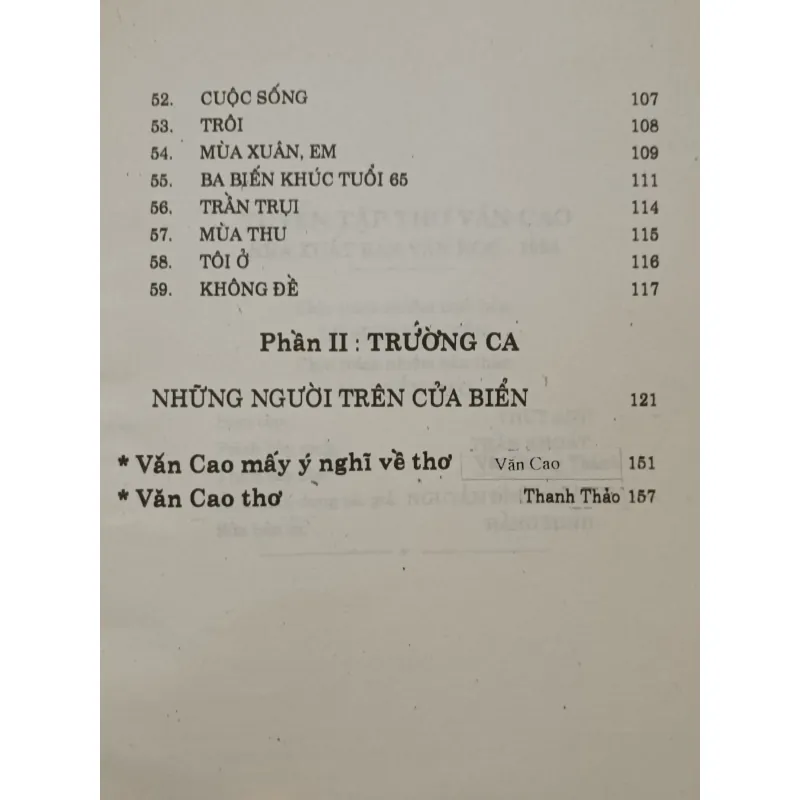 52. CUỘC SỐNG 107
53. TRÔI 108
54. MÙA XUÂN, EM 109
55. BA BIẾN KHÚC TUỔI 65 111
56. TRẦN TRỤI 114
57. MÙA THU 115
58. TÔI Ở 116
59. KHÔNG ĐỀ 117
Phần II : TRƯỜNG CA
NHỮNG NGƯỜI TRÊN CỬA BIỂN 121
* Văn Cao mấy ý nghĩ về thơ Văn Cao 151
* Văn Cao thơ Thanh Thảo 157